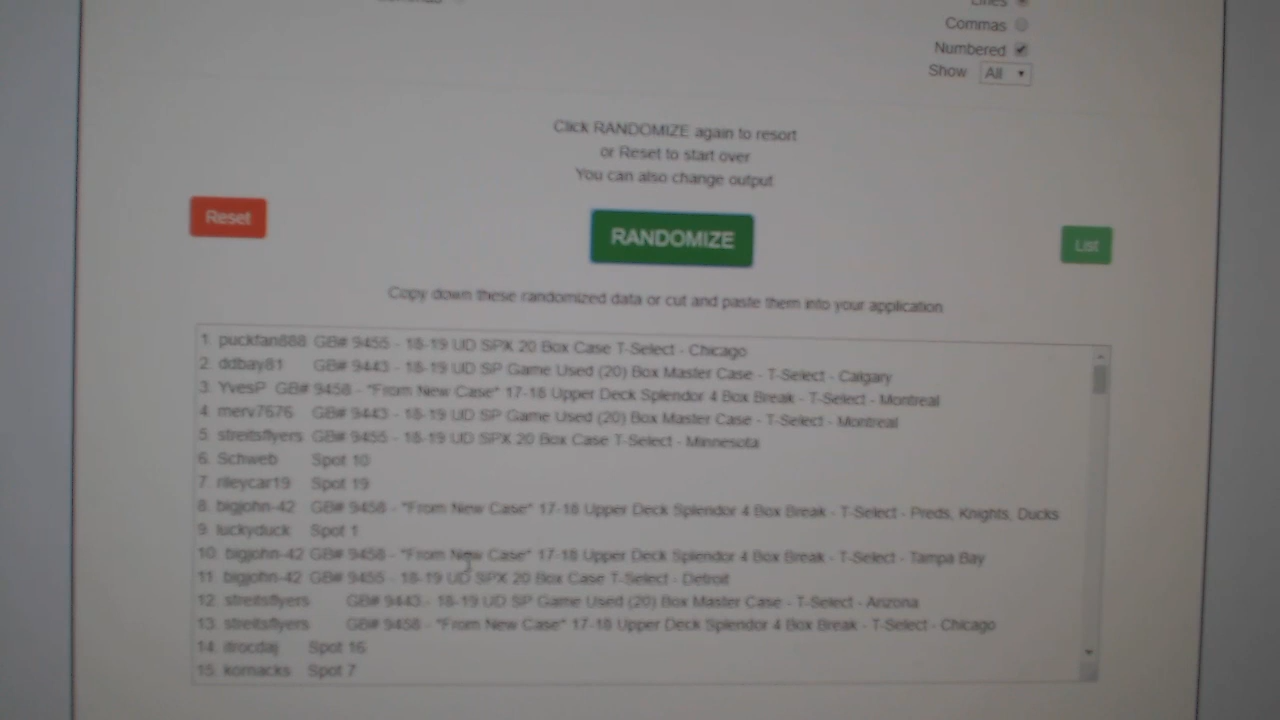 Lines
Commas
Numbered
Show All
Click RANDOMIZE again to resort
or Reset to start over
You can also change output
Reset
RANDOMIZE
List
Copy down these randomized data or cut and paste them into your application
1. puckfan888 GB# 9455 - 18-19 UD SPX 20 Box Case T-Select - Chicago
2. ddbay81 GB# 9443 - 18-19 UD SP Game Used (20) Box Master Case - T-Select - Calgary
3. YvesP GB# 9458 - "From New Case" 17-18 Upper Deck Splendor 4 Box Break - T-Select - Montreal
4. merv7676 GB# 9443 - 18-19 UD SP Game Used (20) Box Master Case - T-Select - Montreal
5. streitsflyers GB# 9455 - 18-19 UD SPX 20 Box Case T-Select - Minnesota
6. Schweb Spot 10
7. rileycar19 Spot 19
8. bigjohn-42 GB# 9458 - "From New Case" 17-18 Upper Deck Splendor 4 Box Break - T-Select - Preds, Knights, Ducks
9. luckyduck Spot 1
10. bigjohn-42 GB# 9458 - "From New Case" 17-18 Upper Deck Splendor 4 Box Break - T-Select - Tampa Bay
11. bigjohn-42 GB# 9455 - 18-19 UD SPX 20 Box Case T-Select - Detroit
12. streitsflyers GB# 9443 - 18-19 UD SP Game Used (20) Box Master Case - T-Select - Arizona
13. streitsflyers GB# 9458 - "From New Case" 17-18 Upper Deck Splendor 4 Box Break - T-Select - Chicago
14. itrocdaj Spot 16
15. kornacks Spot 7